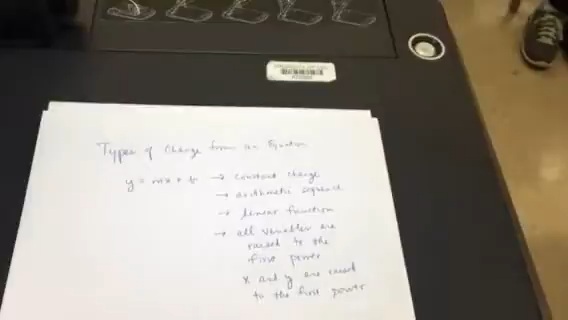 Types of Change from an Equation
y = mx + b → constant change
→ arithmetic sequence
→ linear function
→ all variables are
raised to the
first power
x and y are raised
to the first power